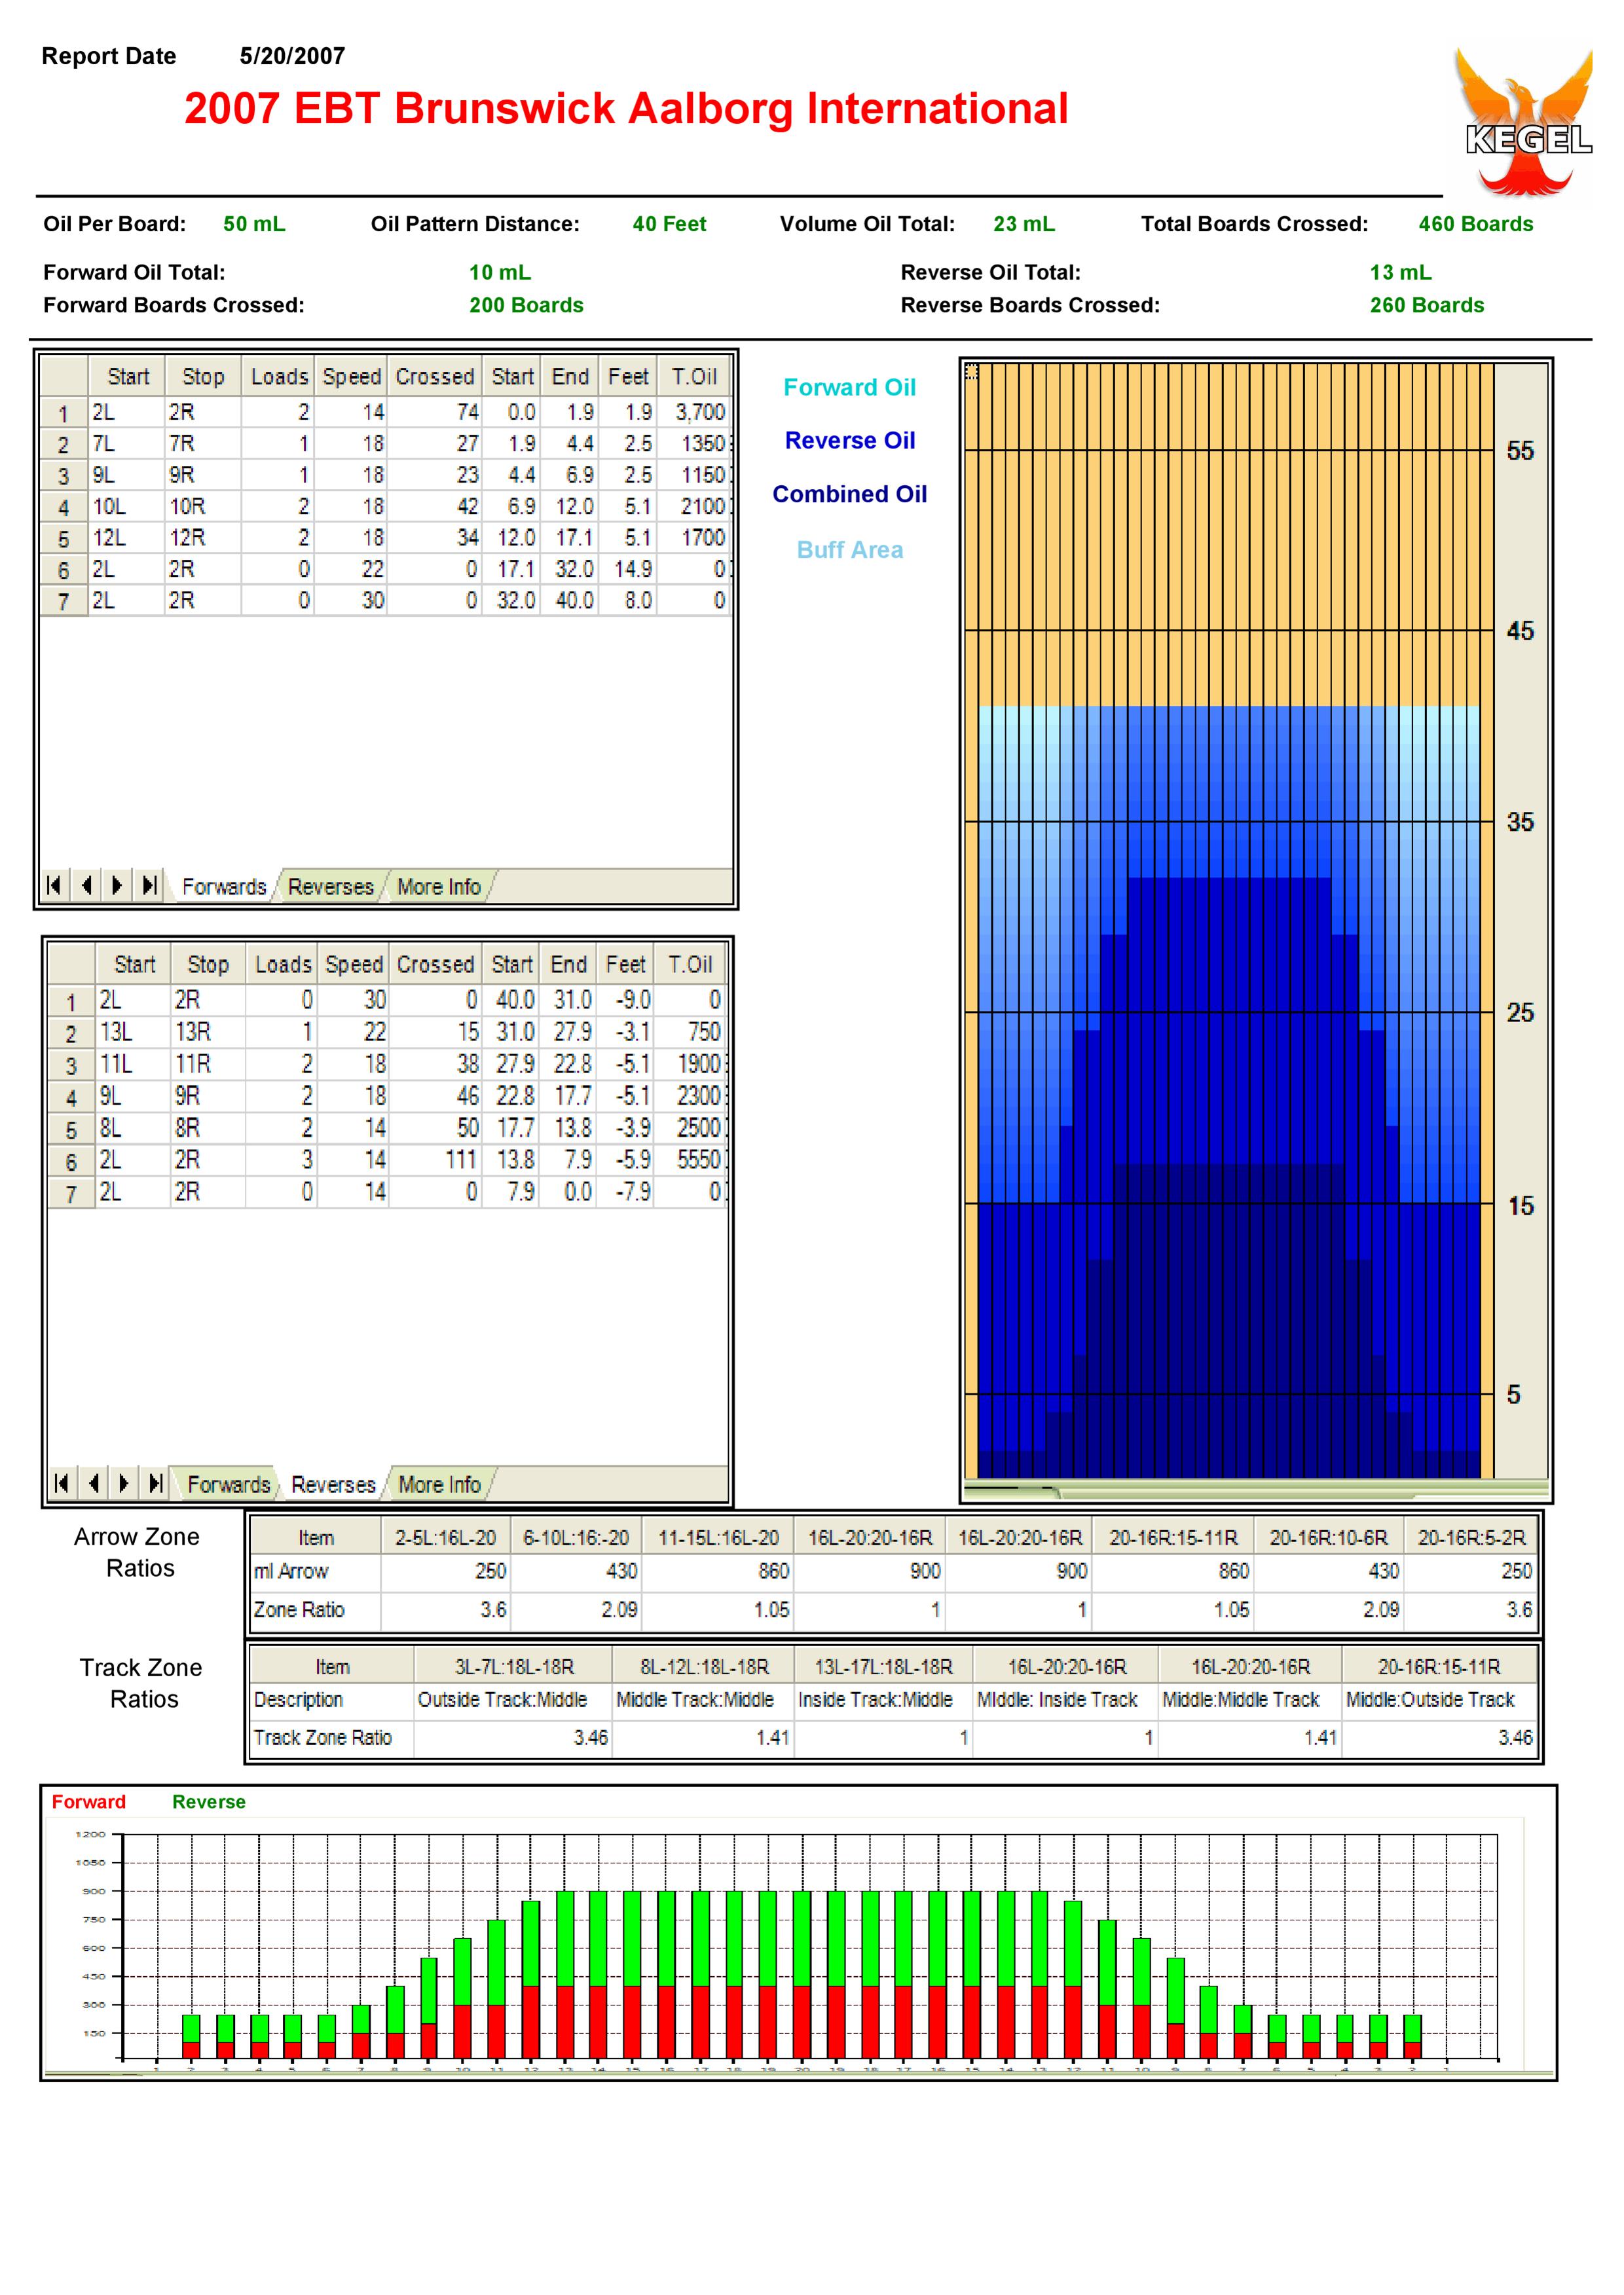 Report Date 5/20/2007
2007 EBT Brunswick Aalborg International
KEGEL
Oil Per Board: 50 mL Oil Pattern Distance: 40 Feet Volume Oil Total: 23 mL Total Boards Crossed: 460 Boards
Forward Oil Total: 10 mL Reverse Oil Total: 13 mL
Forward Boards Crossed: 200 Boards Reverse Boards Crossed: 260 Boards
Start Stop Loads Speed Crossed Start End Feet T.Oil
1 2L 2R 2 14 74 0.0 1.9 1.9 3,700
2 7L 7R 1 18 27 1.9 4.4 2.5 1350
3 9L 9R 1 18 23 4.4 6.9 2.5 1150
4 10L 10R 2 18 42 6.9 12.0 5.1 2100
5 12L 12R 2 18 34 12.0 17.1 5.1 1700
6 2L 2R 0 22 0 17.1 32.0 14.9 0
7 2L 2R 0 30 0 32.0 40.0 8.0 0
Forwards Reverses More Info
Forward Oil
Reverse Oil
Combined Oil
Buff Area
55
45
35
25
15
5
Start Stop Loads Speed Crossed Start End Feet T.Oil
1 2L 2R 0 30 0 40.0 31.0 -9.0 0
2 13L 13R 1 22 15 31.0 27.9 -3.1 750
3 11L 11R 2 18 38 27.9 22.8 -5.1 1900
4 9L 9R 2 18 46 22.8 17.7 -5.1 2300
5 8L 8R 2 14 50 17.7 13.8 -3.9 2500
6 2L 2R 3 14 111 13.8 7.9 -5.9 5550
7 2L 2R 0 14 0 7.9 0.0 -7.9 0
Forwards Reverses More Info
Arrow Zone Ratios
Item 2-5L:16L-20 6-10L:16:-20 11-15L:16L-20 16L-20:20-16R 16L-20:20-16R 20-16R:15-11R 20-16R:10-6R 20-16R:5-2R
ml Arrow 250 430 860 900 900 860 430 250
Zone Ratio 3.6 2.09 1.05 1 1 1.05 2.09 3.6
Track Zone Ratios
Item 3L-7L:18L-18R 8L-12L:18L-18R 13L-17L:18L-18R 16L-20:20-16R 16L-20:20-16R 20-16R:15-11R
Description Outside Track:Middle Middle Track:Middle Inside Track:Middle MIddle: Inside Track Middle:Middle Track Middle:Outside Track
Track Zone Ratio 3.46 1.41 1 1 1.41 3.46
Forward Reverse
1200
1050
900
750
600
450
300
150